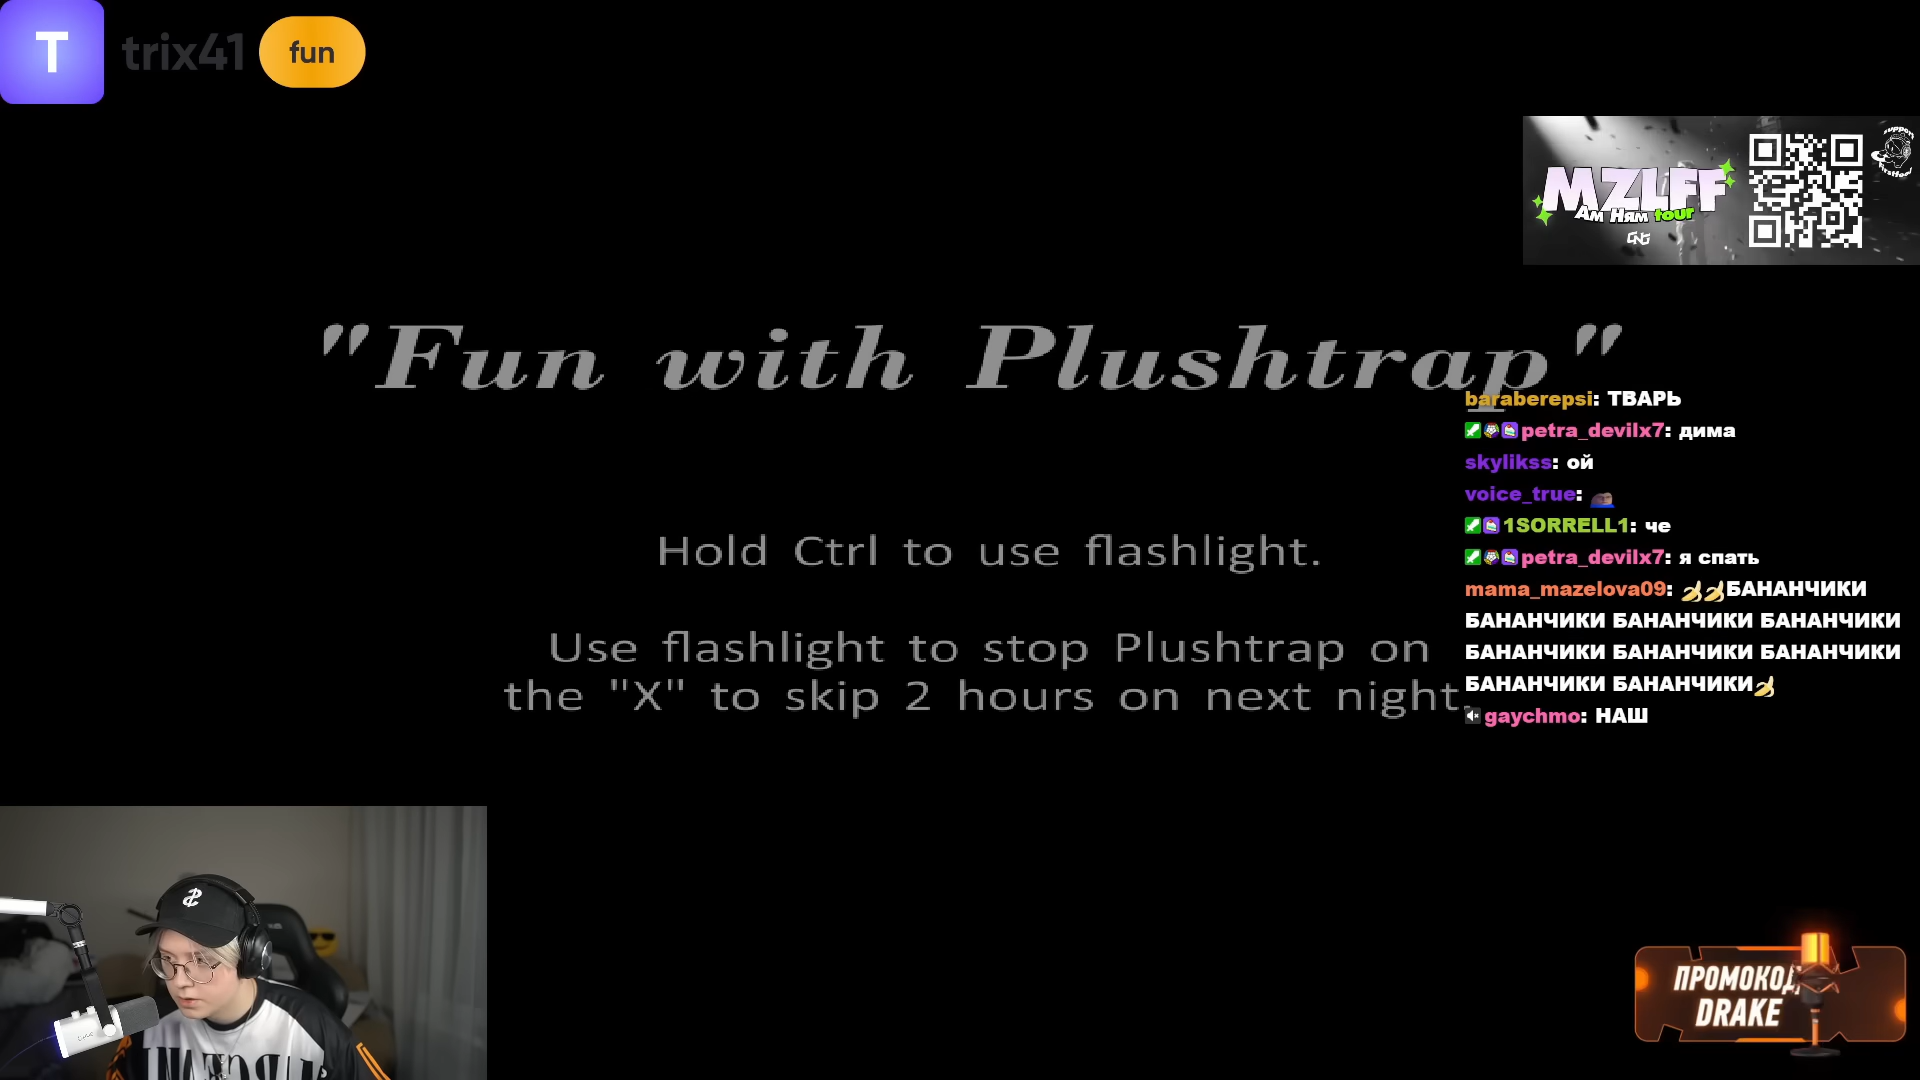 T
trix41
fun
MZLFF
Ам Ням tour
"Fun with Plushtrap"
Hold Ctrl to use flashlight.
Use flashlight to stop Plushtrap on
the "X" to skip 2 hours on next night.
baraberepsi: ТВАРЬ
petra_devilx7: дима
skylikss: ой
voice_true:
1SORRELL1: че
petra_devilx7: я спать
mama_mazelova09: 🍌🍌БАНАНЧИКИ
БАНАНЧИКИ БАНАНЧИКИ БАНАНЧИКИ
БАНАНЧИКИ БАНАНЧИКИ БАНАНЧИКИ
БАНАНЧИКИ БАНАНЧИКИ🍌
gaychmo: НАШ
ПРОМОКОД
DRAKE